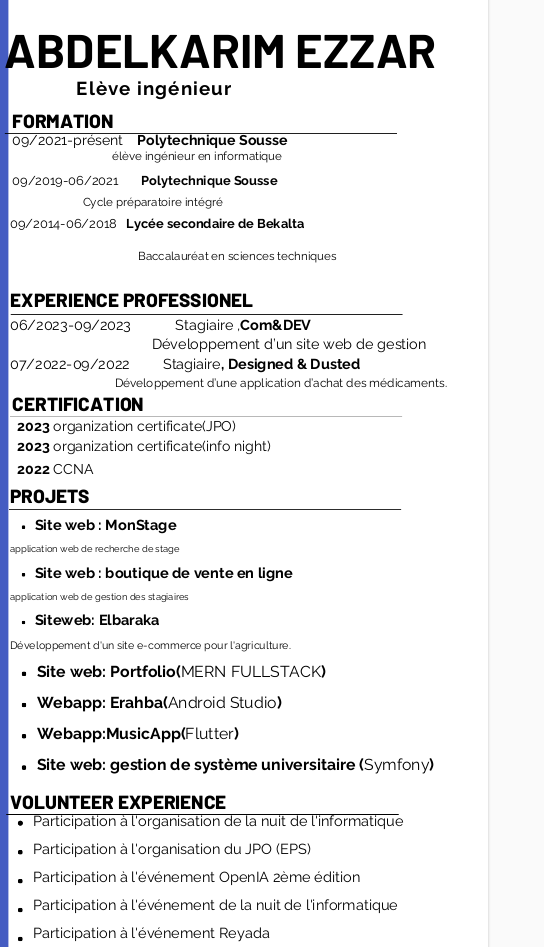 ABDELKARIM EZZAR
Elève ingénieur
FORMATION
09/2021-présent Polytechnique Sousse
élève ingénieur en informatique
09/2019-06/2021 Polytechnique Sousse
Cycle préparatoire intégré
09/2014-06/2018 Lycée secondaire de Bekalta
Baccalauréat en sciences techniques
EXPERIENCE PROFESSIONEL
06/2023-09/2023 Stagiaire ,Com&DEV
Développement d'un site web de gestion
07/2022-09/2022 Stagiaire, Designed & Dusted
Développement d'une application d'achat des médicaments.
CERTIFICATION
2023 organization certificate(JPO)
2023 organization certificate(info night)
2022 CCNA
PROJETS
• Site web : MonStage
application web de recherche de stage
• Site web : boutique de vente en ligne
application web de gestion des stagiaires
• Siteweb: Elbaraka
Développement d'un site e-commerce pour l'agriculture.
• Site web: Portfolio(MERN FULLSTACK)
• Webapp: Erahba(Android Studio)
• Webapp:MusicApp(Flutter)
• Site web: gestion de système universitaire (Symfony)
VOLUNTEER EXPERIENCE
• Participation à l'organisation de la nuit de l'informatique
• Participation à l'organisation du JPO (EPS)
• Participation à l'événement OpenIA 2ème édition
• Participation à l'événement de la nuit de l'informatique
• Participation à l'événement Reyada